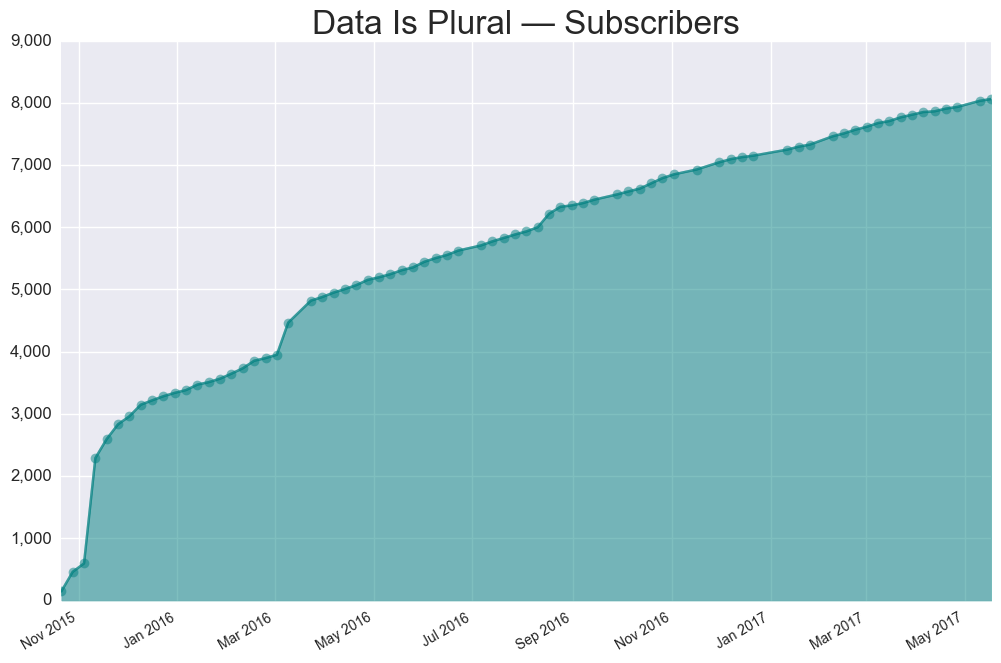 Data Is Plural — Subscribers
9,000
8,000
7,000
6,000
5,000
4,000
3,000
2,000
1,000
0
Nov 2015
Jan 2016
Mar 2016
May 2016
Jul 2016
Sep 2016
Nov 2016
Jan 2017
Mar 2017
May 2017